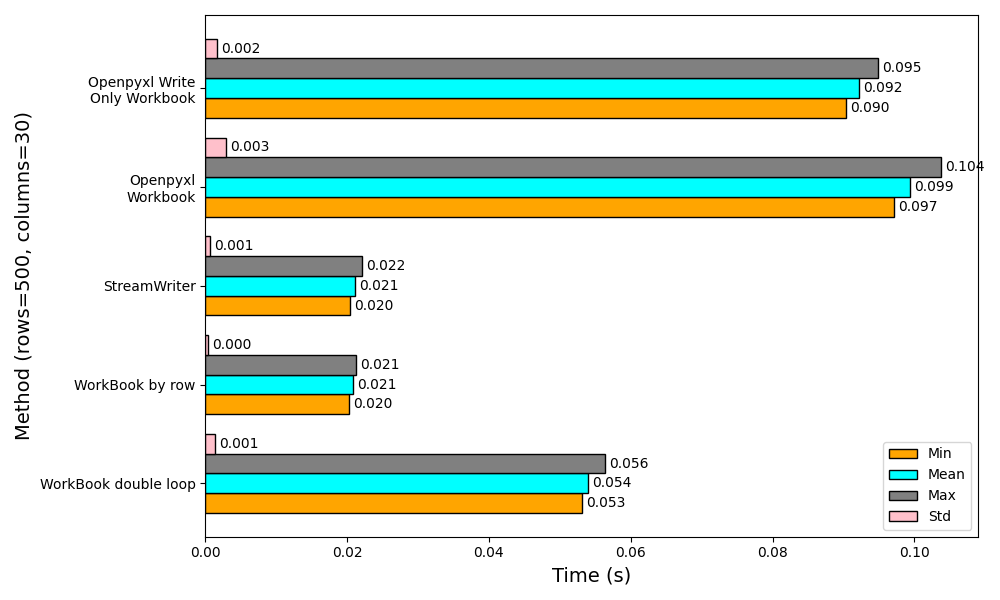 Method (rows=500, columns=30)
Openpyxl Write
Only Workbook
0.002
0.095
0.092
0.090
Openpyxl
Workbook
0.003
0.104
0.099
0.097
StreamWriter
0.001
0.022
0.021
0.020
WorkBook by row
0.000
0.021
0.021
0.020
WorkBook double loop
0.001
0.056
0.054
0.053
Min
Mean
Max
Std
0.00 0.02 0.04 0.06 0.08 0.10
Time (s)